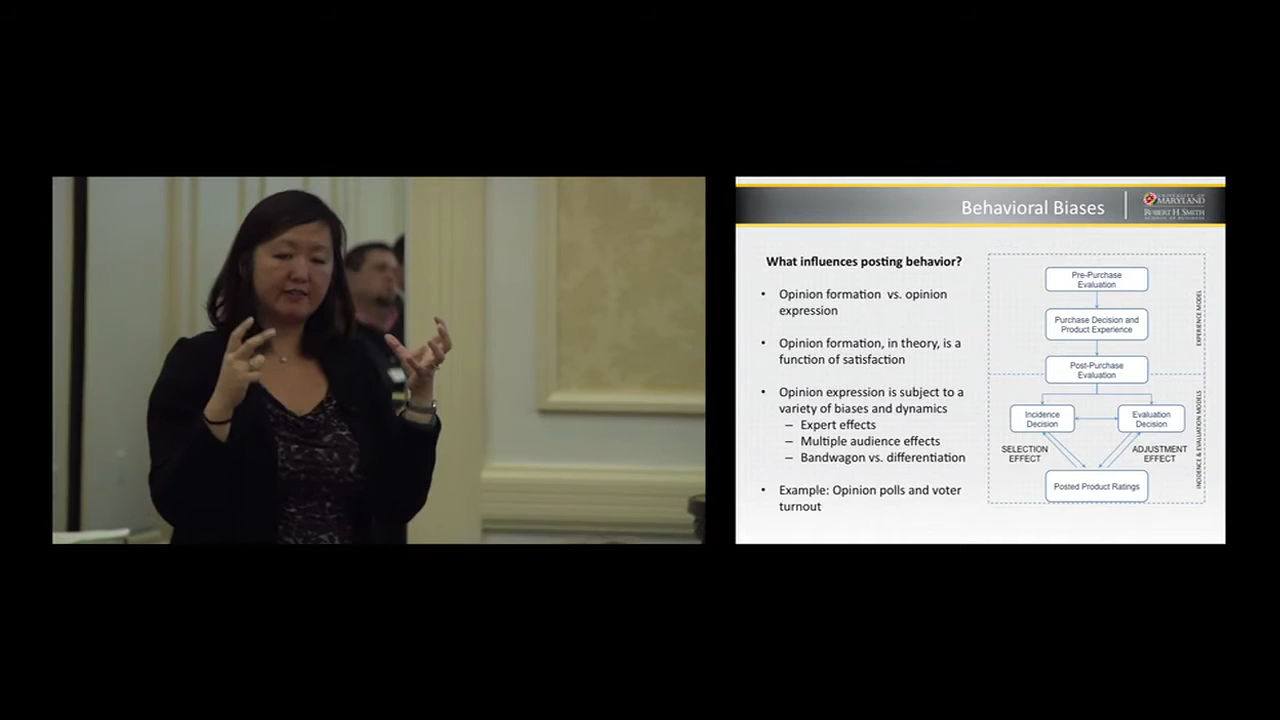 Behavioral Biases
UNIVERSITY OF
MARYLAND
ROBERT H. SMITH
SCHOOL OF BUSINESS
What influences posting behavior?
• Opinion formation vs. opinion
expression
• Opinion formation, in theory, is a
function of satisfaction
• Opinion expression is subject to a
variety of biases and dynamics
– Expert effects
– Multiple audience effects
– Bandwagon vs. differentiation
• Example: Opinion polls and voter
turnout
Pre-Purchase
Evaluation
Purchase Decision and
Product Experience
Post-Purchase
Evaluation
Incidence
Decision
Evaluation
Decision
SELECTION
EFFECT
ADJUSTMENT
EFFECT
Posted Product Ratings
EXPERIENCE MODEL
INCIDENCE & EVALUATION MODELS